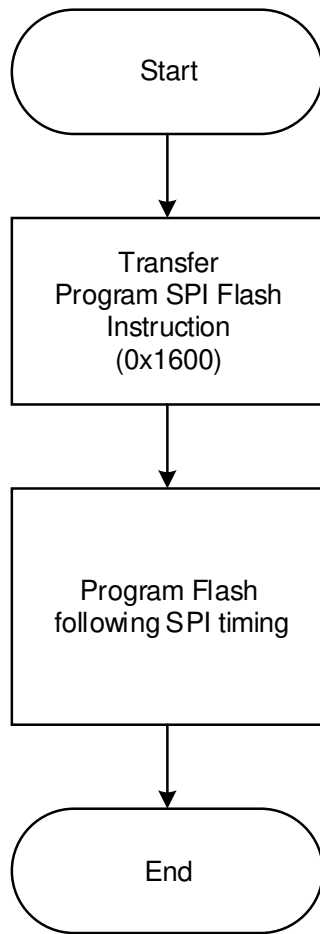 Start
Transfer
Program SPI Flash
Instruction
(0x1600)
Program Flash
following SPI timing
End